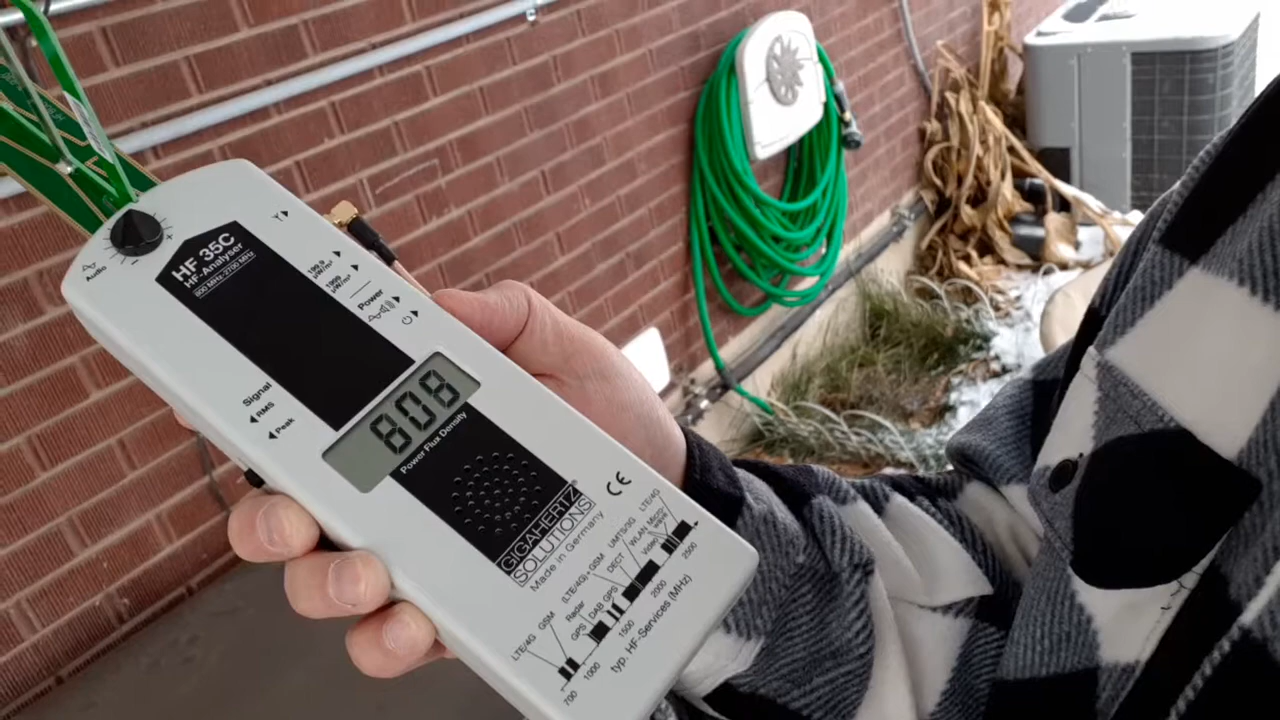 Audio
HF 35C
HF-Analyser
800 MHz-2700 MHz
199.9
µW/m²
1999
µW/m²
Power
Signal
RMS
Peak
808
Power Flux Density
GIGAHERTZ
SOLUTIONS®
Made in Germany
CE
LTE/4G
GSM
Radar
GPS
DAB
GPS
(LTE/4G)
GSM
DECT
UMTS/3G
WLAN
Video
Micro-
wave
LTE/4G
700
1000
1500
2000
2500
typ. HF-Services (MHz)